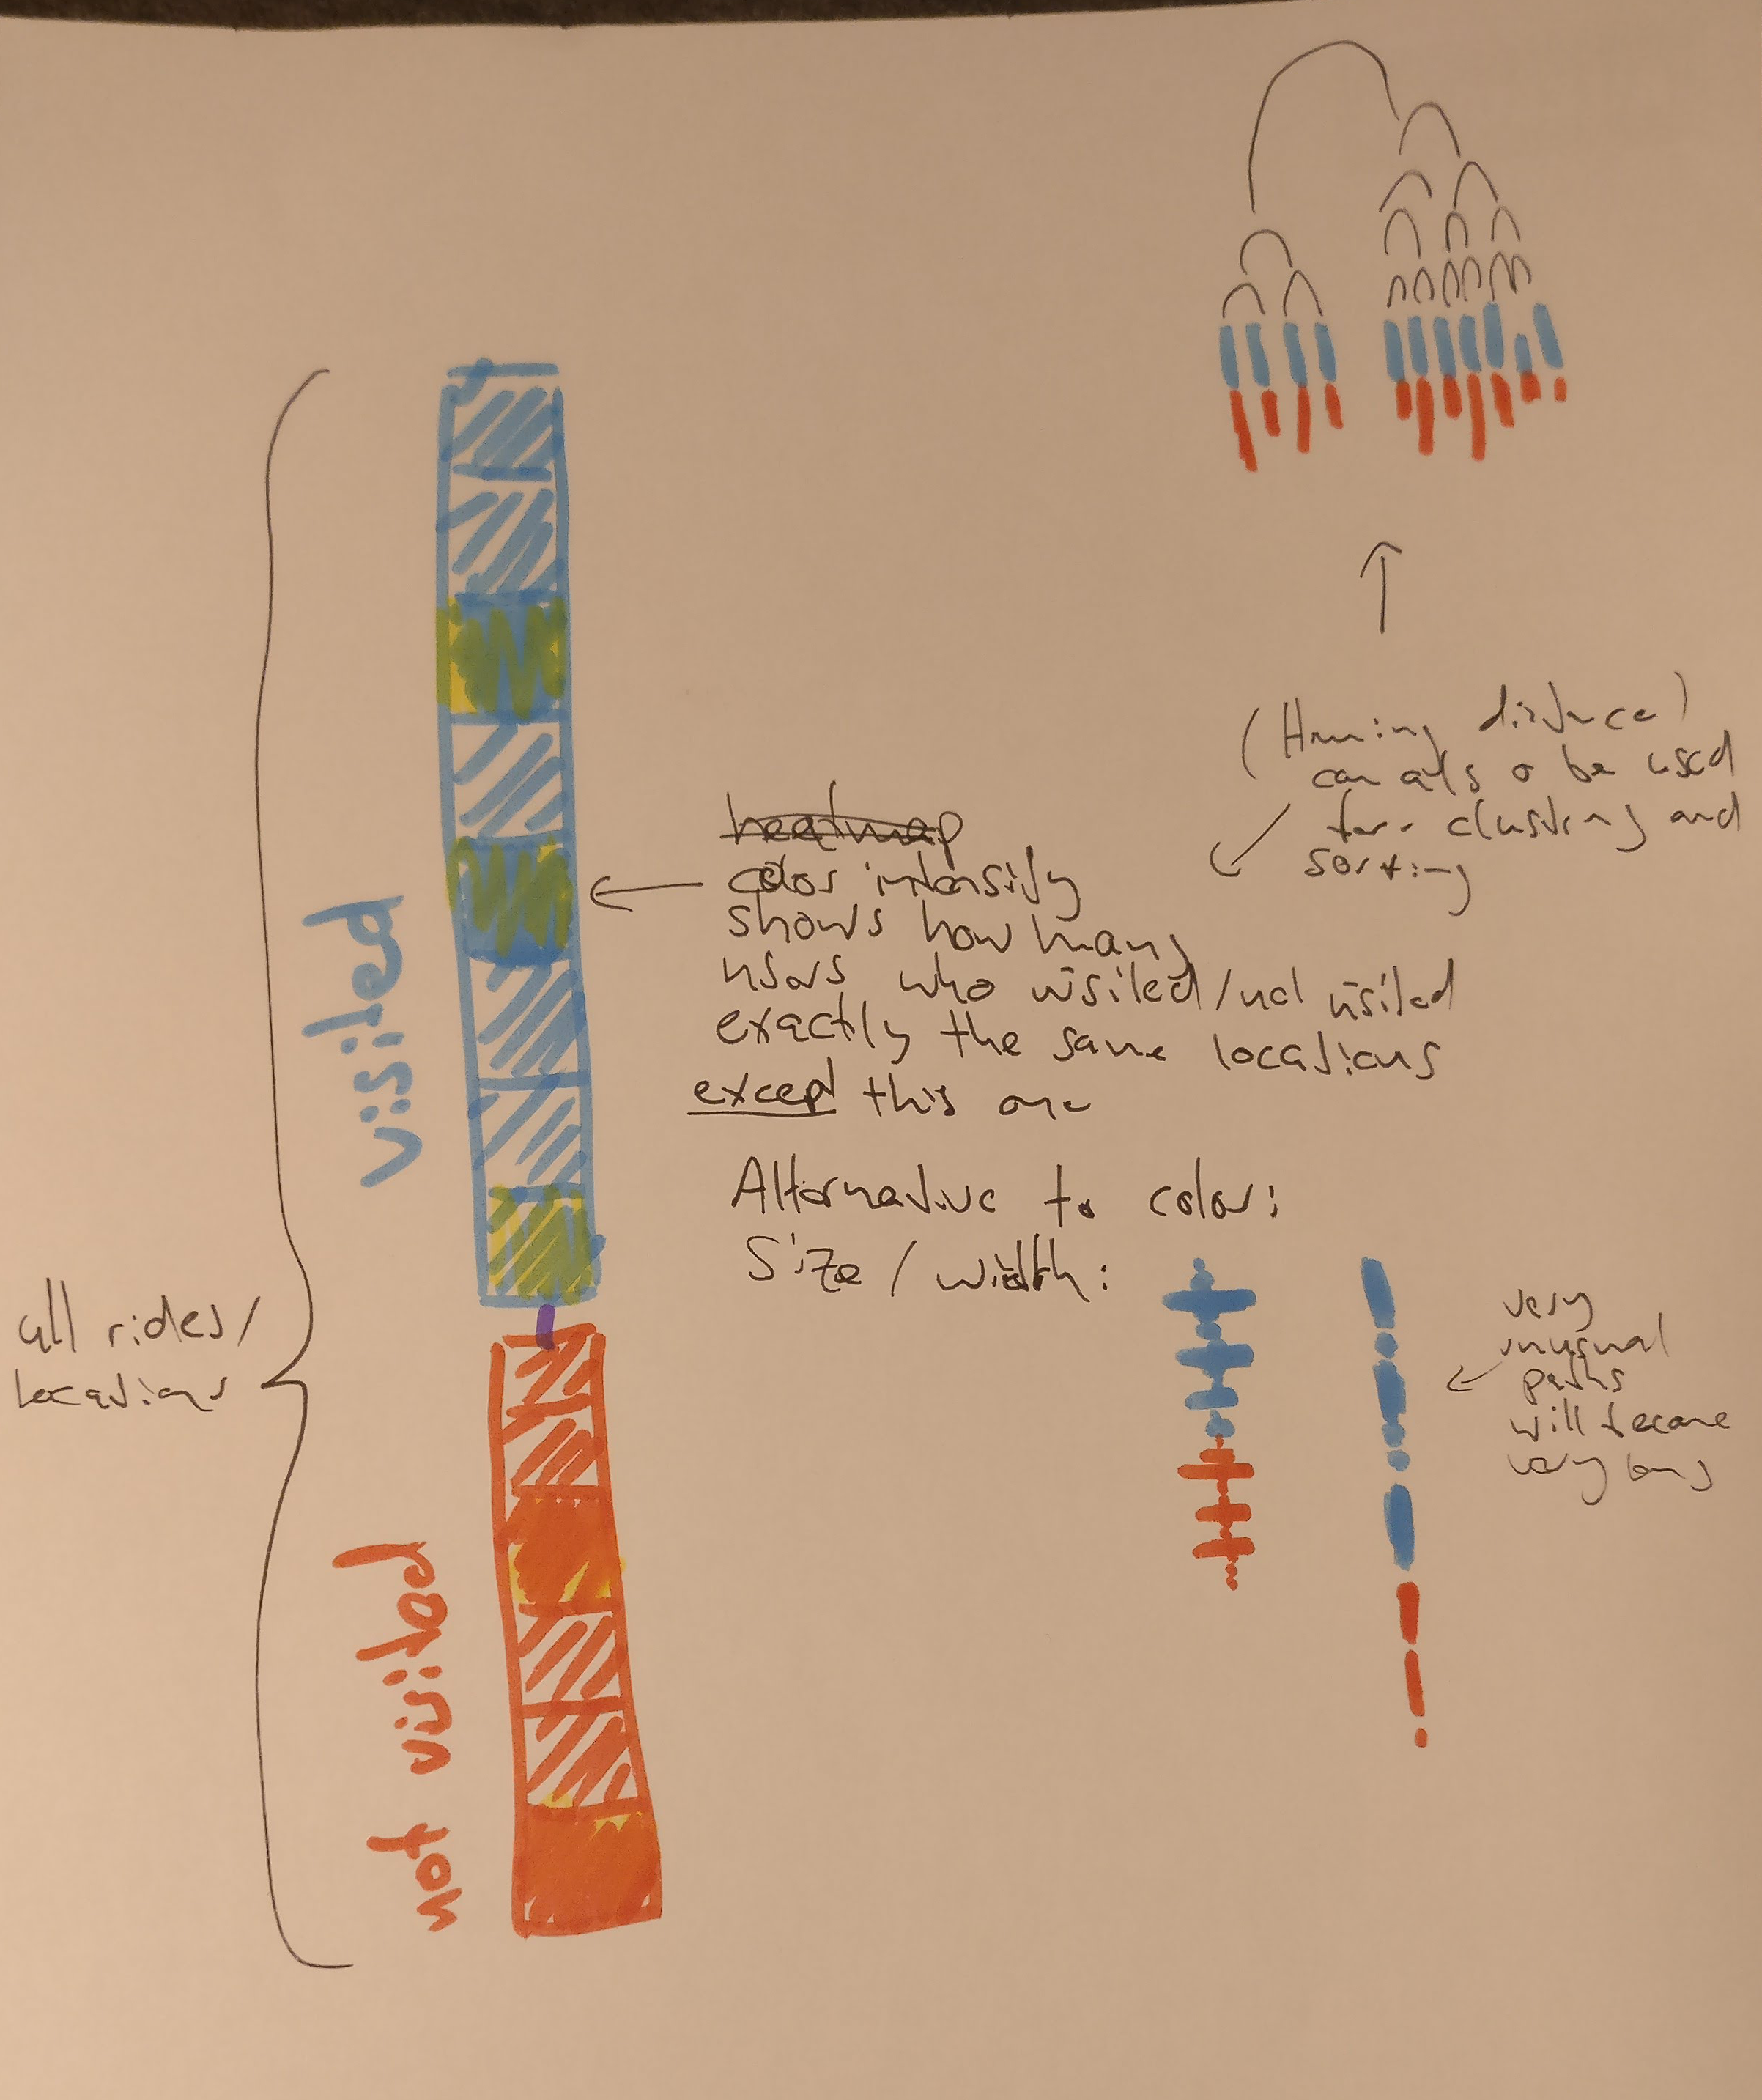 (Haming distance)
can also be used
for clustring and
sorting
heatmap
color intensity
shows how many
users who visited/not visited
exactly the same locations
except this one
Alternative to color:
Size / width:
very
unusual
paths
will become
very long
all rides/
locations
visited
not visited